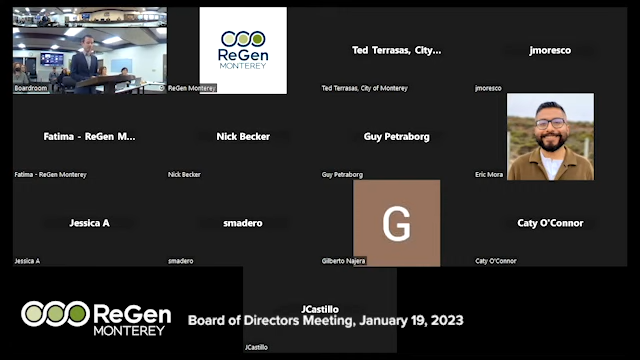 Boardroom
ReGen
MONTEREY
ReGen Monterey
Ted Terrasas, City...
Ted Terrasas, City of Monterey
jmoresco
jmoresco
Fatima - ReGen M...
Fatima - ReGen Monterey
Nick Becker
Nick Becker
Guy Petraborg
Guy Petraborg
Eric Mora
Jessica A
Jessica A
smadero
smadero
G
Gilberto Najera
Caty O'Connor
Caty O'Connor
JCastillo
JCastillo
ReGen
MONTEREY
Board of Directors Meeting, January 19, 2023